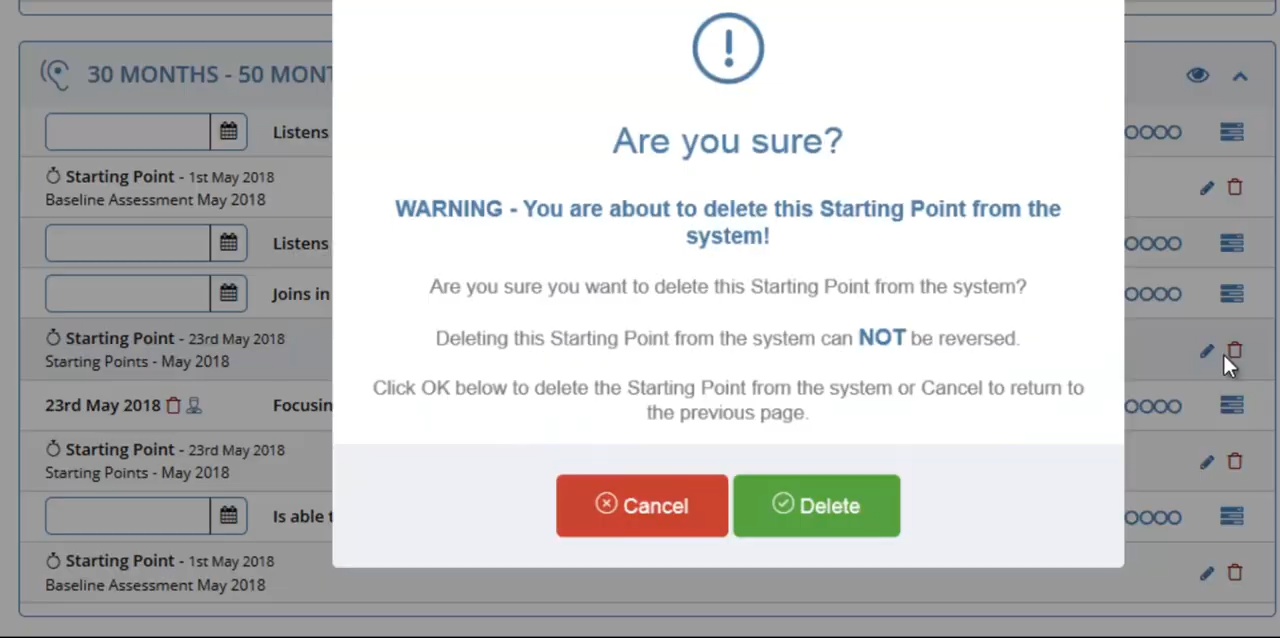 30 MONTHS - 50 MONT
Listens
Starting Point - 1st May 2018
Baseline Assessment May 2018
Listens
Joins in
Starting Point - 23rd May 2018
Starting Points - May 2018
23rd May 2018 Focusin
Starting Point - 23rd May 2018
Starting Points - May 2018
Is able t
Starting Point - 1st May 2018
Baseline Assessment May 2018
Are you sure?
WARNING - You are about to delete this Starting Point from the
system!
Are you sure you want to delete this Starting Point from the system?
Deleting this Starting Point from the system can NOT be reversed.
Click OK below to delete the Starting Point from the system or Cancel to return to
the previous page.
Cancel Delete